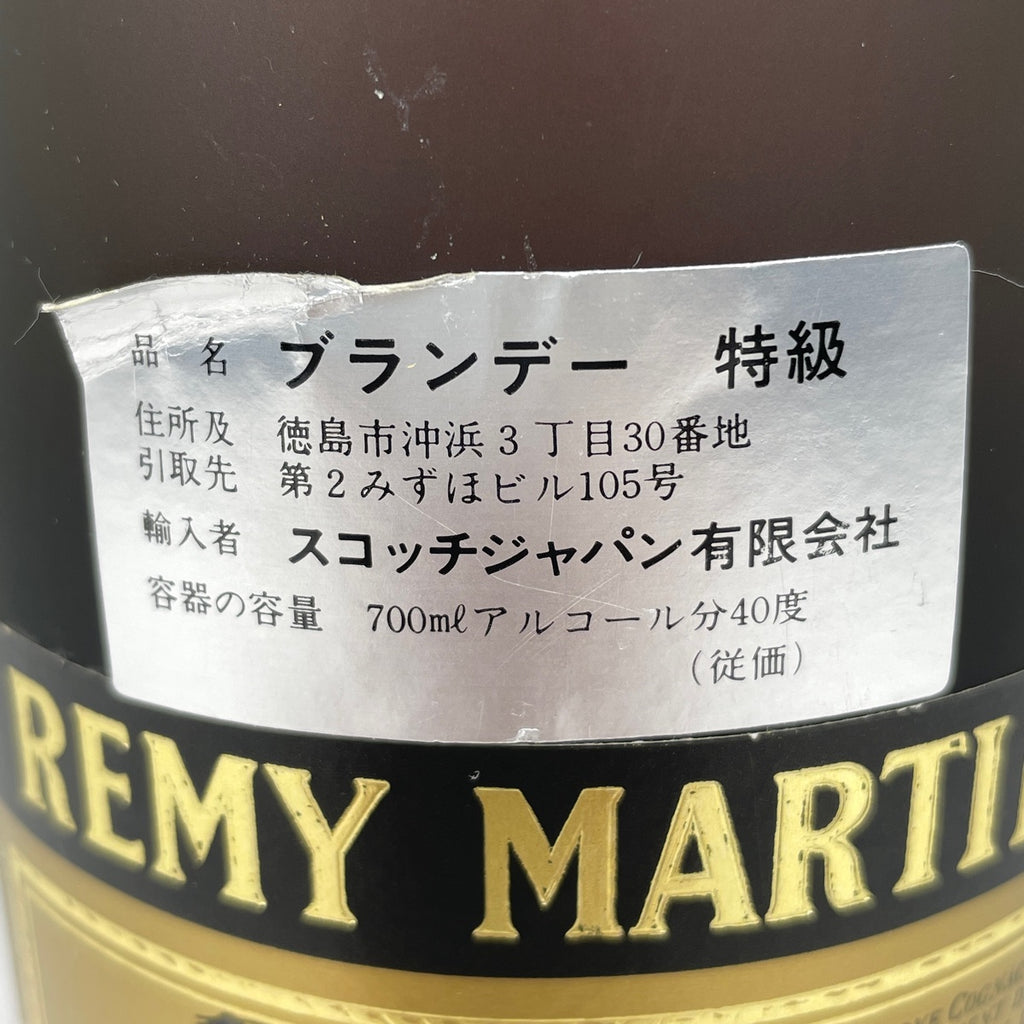 品名 ブランデー 特級
住所及 徳島市沖浜3丁目30番地
引取先 第2みずほビル105号
輸入者 スコッチジャパン有限会社
容器の容量 700mlアルコール分40度
(従価)
REMY MARTI
COGNAC